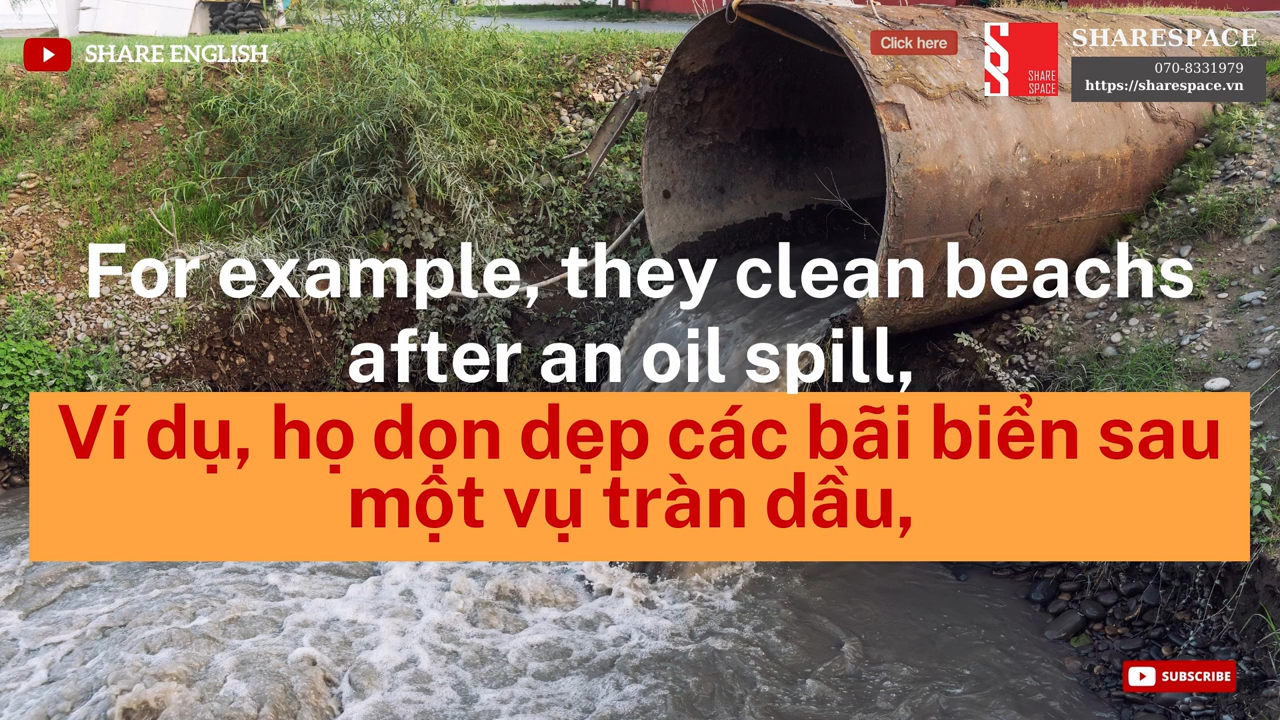 SHARE ENGLISH
Click here
SHARE
SPACE
SHARESPACE
070-8331979
https://sharespace.vn
For example, they clean beachs
after an oil spill,
Ví dụ, họ dọn dẹp các bãi biển sau
một vụ tràn dầu,
SUBSCRIBE